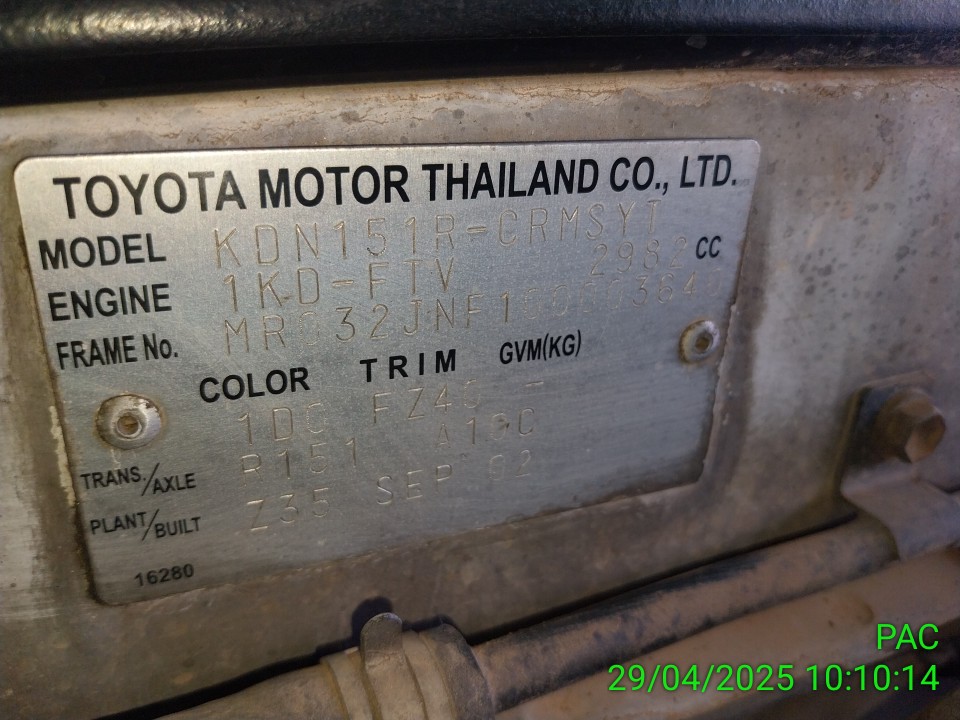 TOYOTA MOTOR THAILAND CO., LTD.
MODEL KDN151R-CRMSYT
ENGINE 1KD-FTV 2982 CC
FRAME No.
COLOR TRIM GVM(KG)
FZ40 -
TRANS./AXLE R151
PLANT/BUILT Z35 SEP '02
16280
PAC
29/04/2025 10:10:14